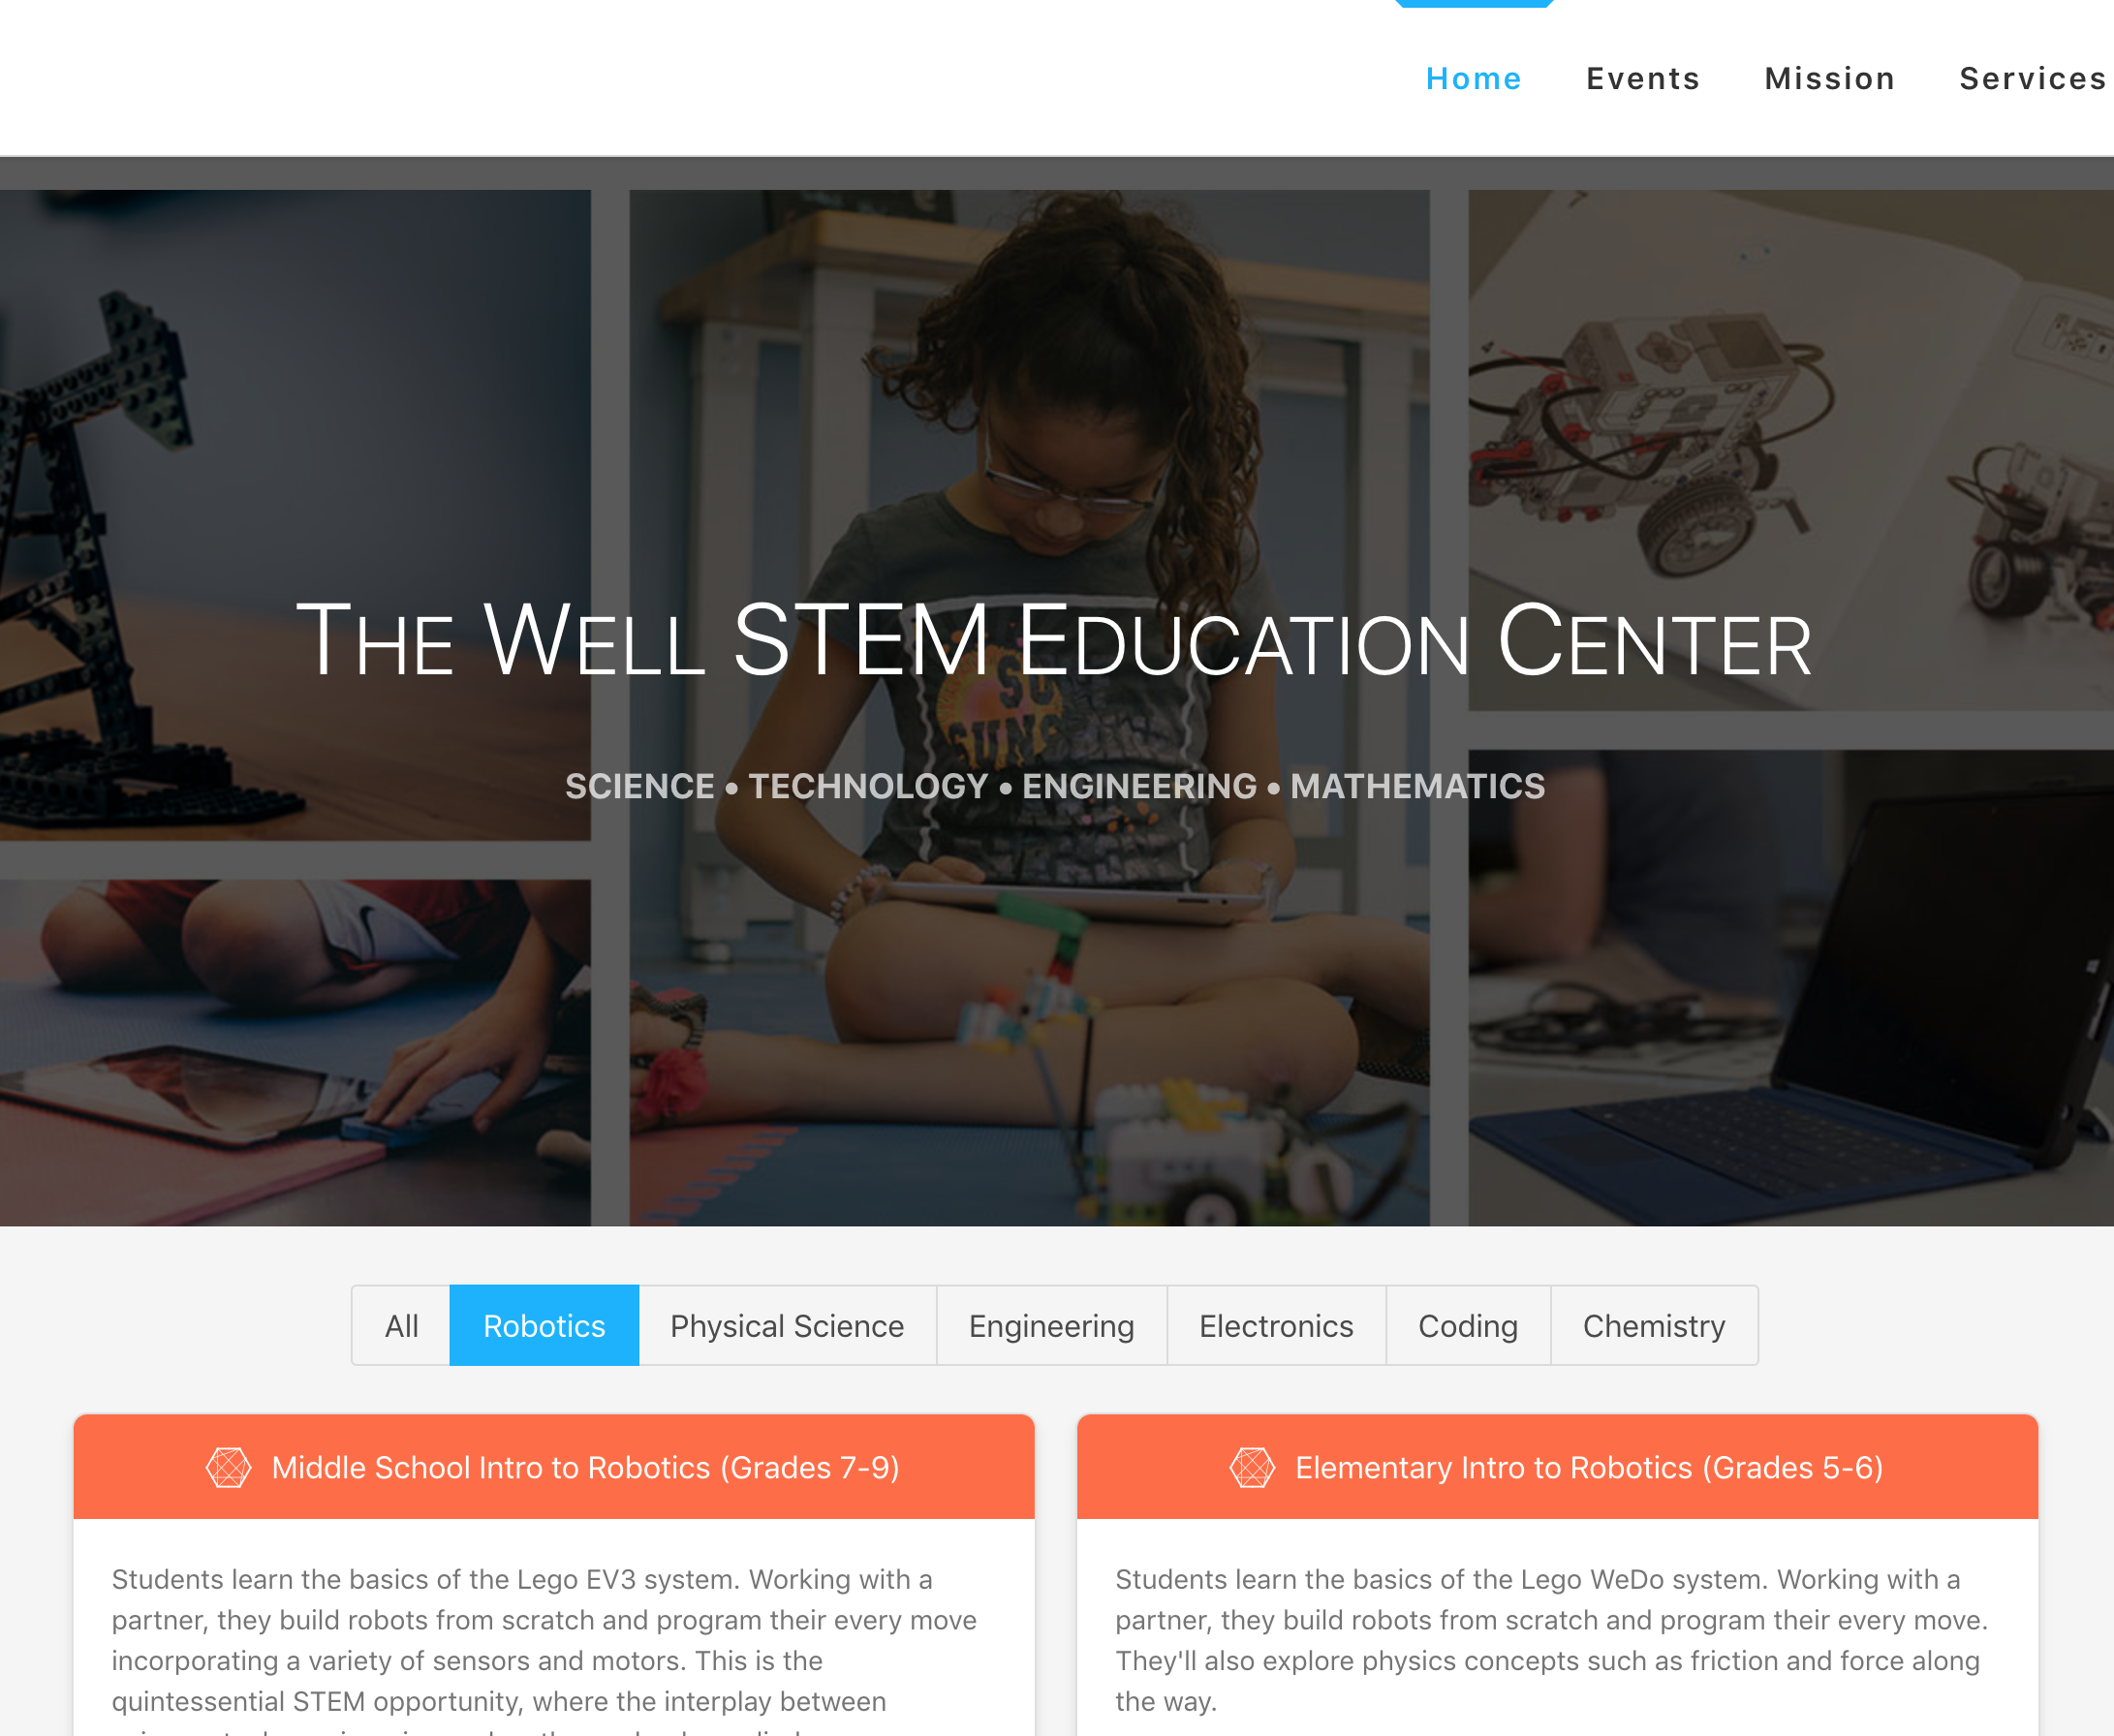 Home Events Mission Services
THE WELL STEM EDUCATION CENTER
SCIENCE • TECHNOLOGY • ENGINEERING • MATHEMATICS
All Robotics Physical Science Engineering Electronics Coding Chemistry
Middle School Intro to Robotics (Grades 7-9)
Students learn the basics of the Lego EV3 system. Working with a
partner, they build robots from scratch and program their every move
incorporating a variety of sensors and motors. This is the
quintessential STEM opportunity, where the interplay between
Elementary Intro to Robotics (Grades 5-6)
Students learn the basics of the Lego WeDo system. Working with a
partner, they build robots from scratch and program their every move.
They'll also explore physics concepts such as friction and force along
the way.